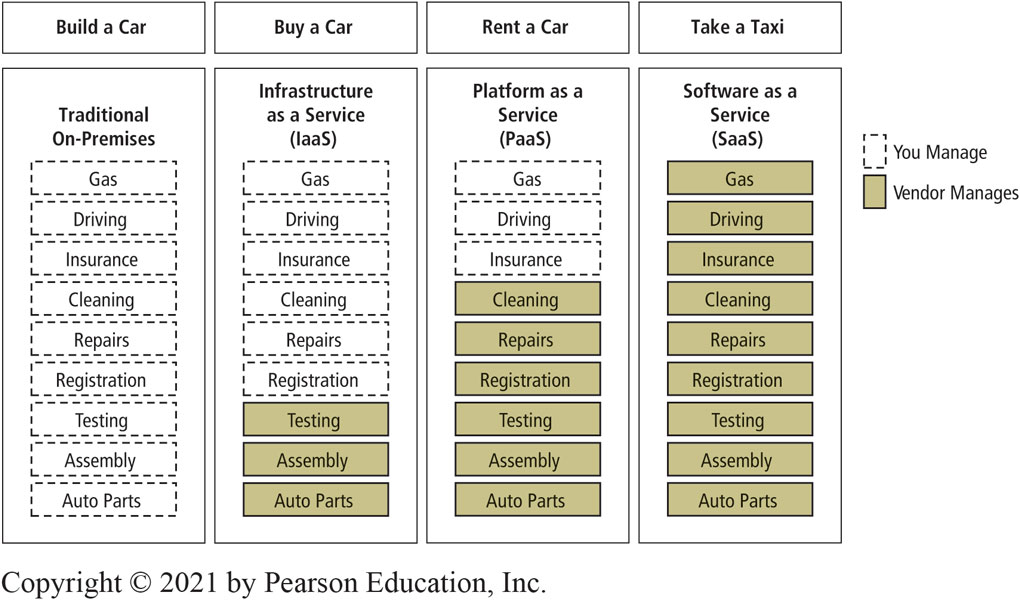 Build a Car
Buy a Car
Rent a Car
Take a Taxi
Traditional
On-Premises
Gas
Driving
Insurance
Cleaning
Repairs
Registration
Testing
Assembly
Auto Parts
Infrastructure
as a Service
(IaaS)
Gas
Driving
Insurance
Cleaning
Repairs
Registration
Testing
Assembly
Auto Parts
Platform as a
Service
(PaaS)
Gas
Driving
Insurance
Cleaning
Repairs
Registration
Testing
Assembly
Auto Parts
Software as a
Service
(SaaS)
Gas
Driving
Insurance
Cleaning
Repairs
Registration
Testing
Assembly
Auto Parts
You Manage
Vendor Manages
Copyright © 2021 by Pearson Education, Inc.